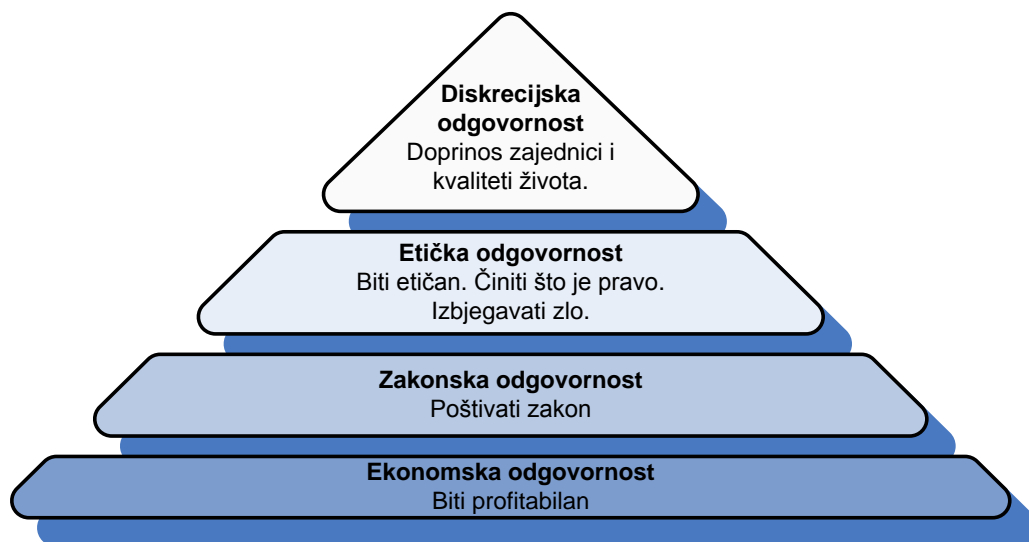 Diskrecijska
odgovornost
Doprinos zajednici i
kvaliteti života.
Etička odgovornost
Biti etičan. Činiti što je pravo.
Izbjegavati zlo.
Zakonska odgovornost
Poštivati zakon
Ekonomska odgovornost
Biti profitabilan